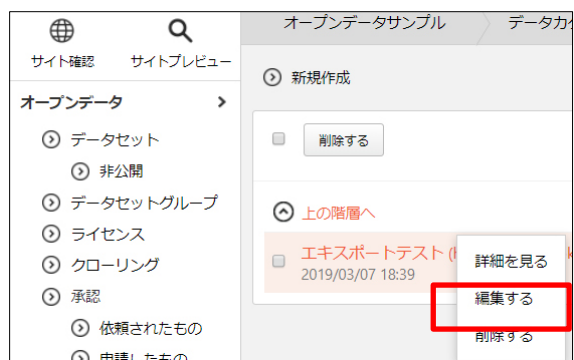 サイト確認 サイトプレビュー
オープンデータ
データセット
非公開
データセットグループ
ライセンス
クローリング
承認
依頼されたもの
申請したもの
オープンデータサンプル データカ
新規作成
削除する
上の階層へ
エキスポートテスト (
2019/03/07 18:39
詳細を見る
編集する
削除する